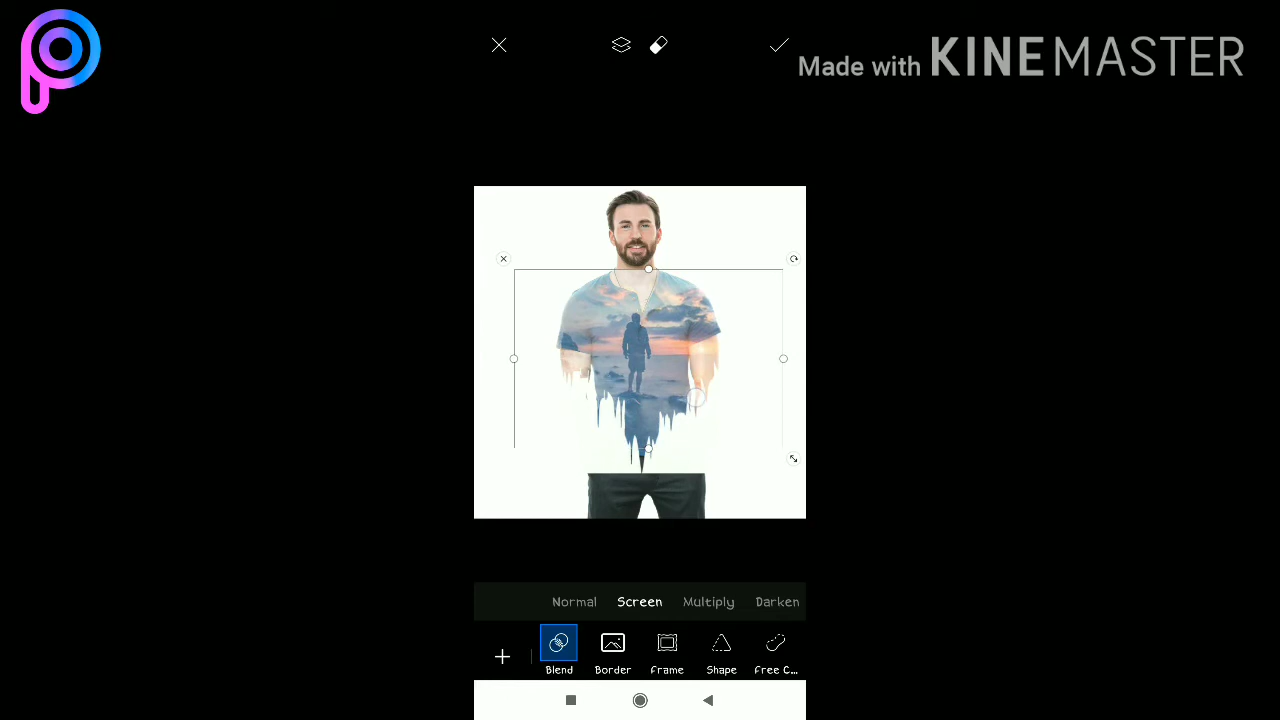 Made with KINEMASTER
Normal Screen Multiply Darken
Blend Border Frame Shape Free C...